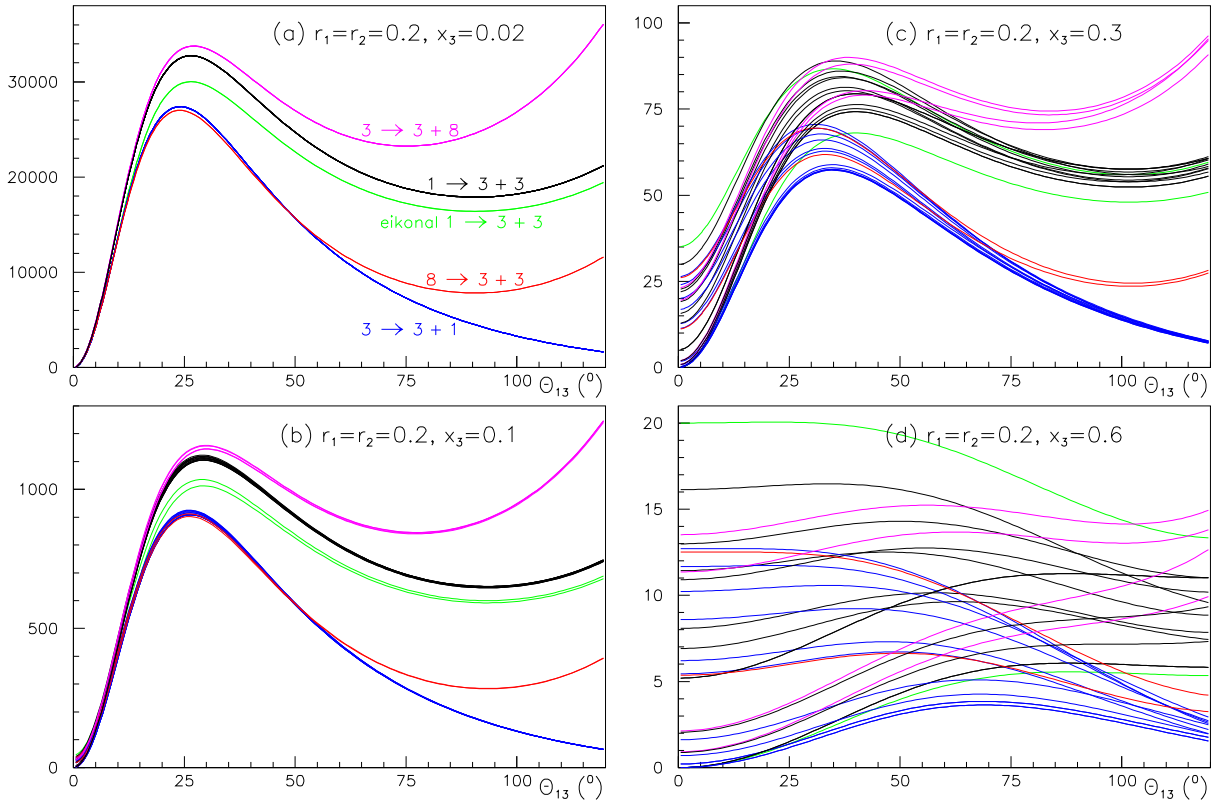 (a) r₁=r₂=0.2, x₃=0.02
30000
20000
10000
0
3 → 3 + 8
1 → 3 + 3
eikonal 1 → 3 + 3
8 → 3 + 3
3 → 3 + 1
0 25 50 75 100 Θ₁₃ (⁰)
(c) r₁=r₂=0.2, x₃=0.3
100
75
50
25
0
0 25 50 75 100 Θ₁₃ (⁰)
(b) r₁=r₂=0.2, x₃=0.1
1000
500
0
0 25 50 75 100 Θ₁₃ (⁰)
(d) r₁=r₂=0.2, x₃=0.6
20
15
10
5
0
0 25 50 75 100 Θ₁₃ (⁰)